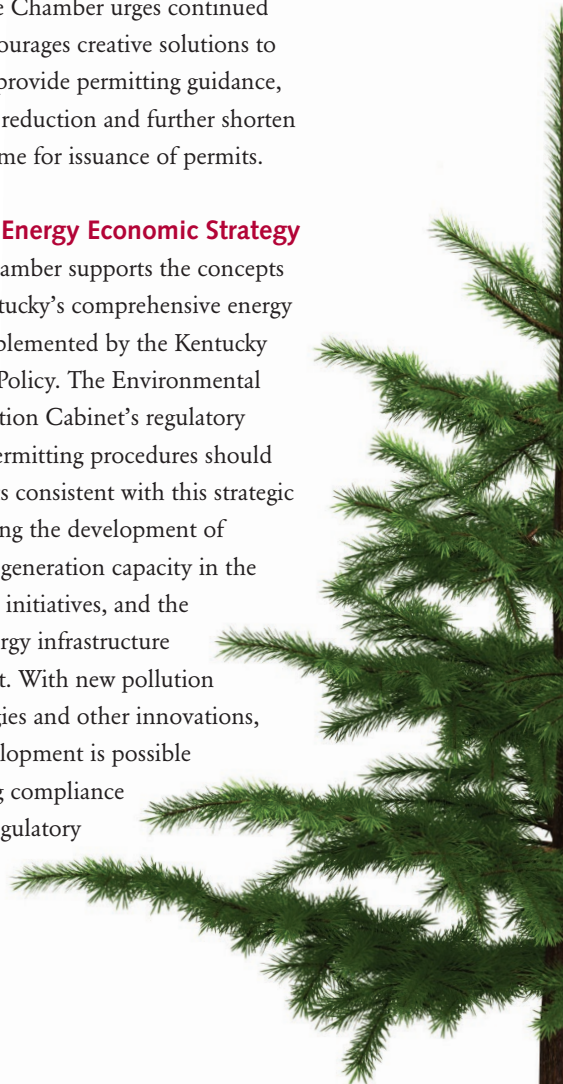 e Chamber urges continued
ourages creative solutions to
provide permitting guidance,
reduction and further shorten
me for issuance of permits.
Energy Economic Strategy
amber supports the concepts
tucky's comprehensive energy
plemented by the Kentucky
Policy. The Environmental
tion Cabinet's regulatory
ermitting procedures should
s consistent with this strategic
ng the development of
generation capacity in the
initiatives, and the
rgy infrastructure
t. With new pollution
gies and other innovations,
lopment is possible
g compliance
gulatory